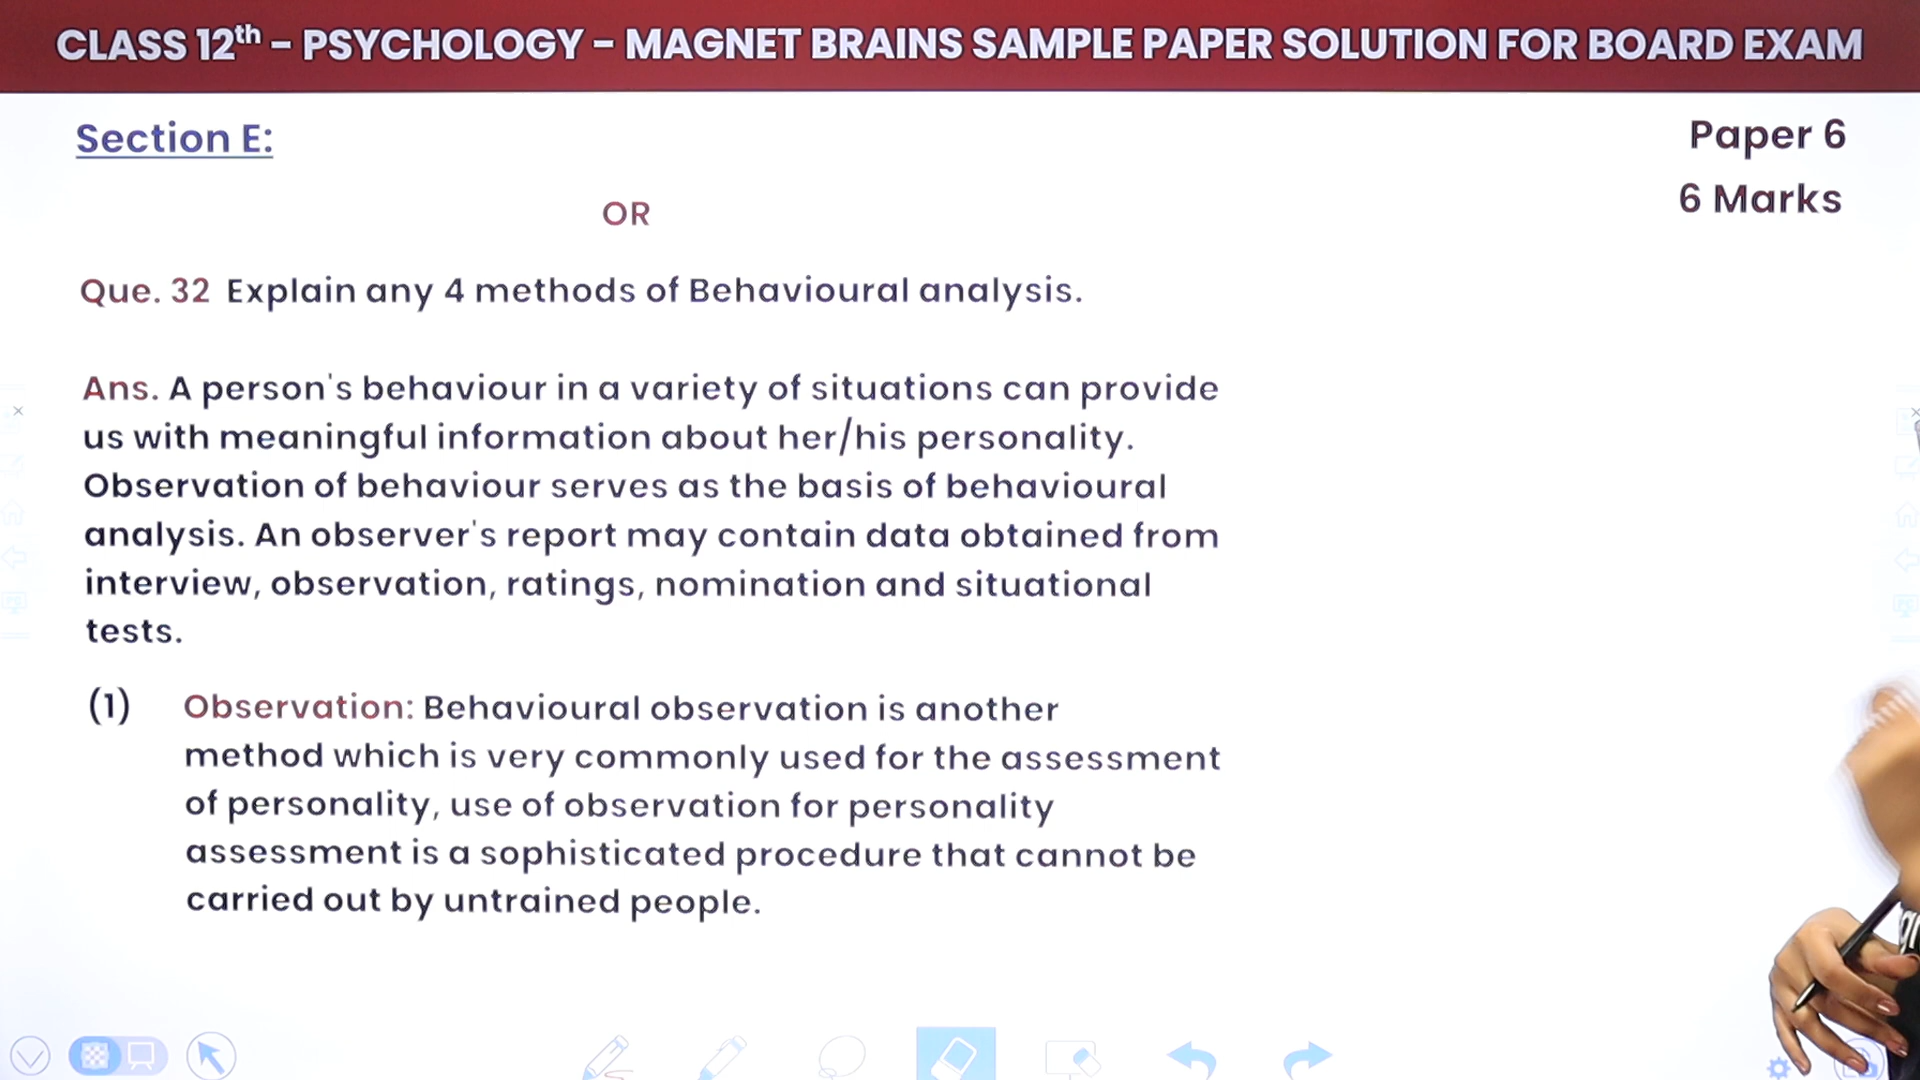 CLASS 12th – PSYCHOLOGY – MAGNET BRAINS SAMPLE PAPER SOLUTION FOR BOARD EXAM
Section E:
Paper 6
6 Marks
OR
Que. 32 Explain any 4 methods of Behavioural analysis.
Ans. A person's behaviour in a variety of situations can provide
us with meaningful information about her/his personality.
Observation of behaviour serves as the basis of behavioural
analysis. An observer's report may contain data obtained from
interview, observation, ratings, nomination and situational
tests.
(1) Observation: Behavioural observation is another
method which is very commonly used for the assessment
of personality, use of observation for personality
assessment is a sophisticated procedure that cannot be
carried out by untrained people.